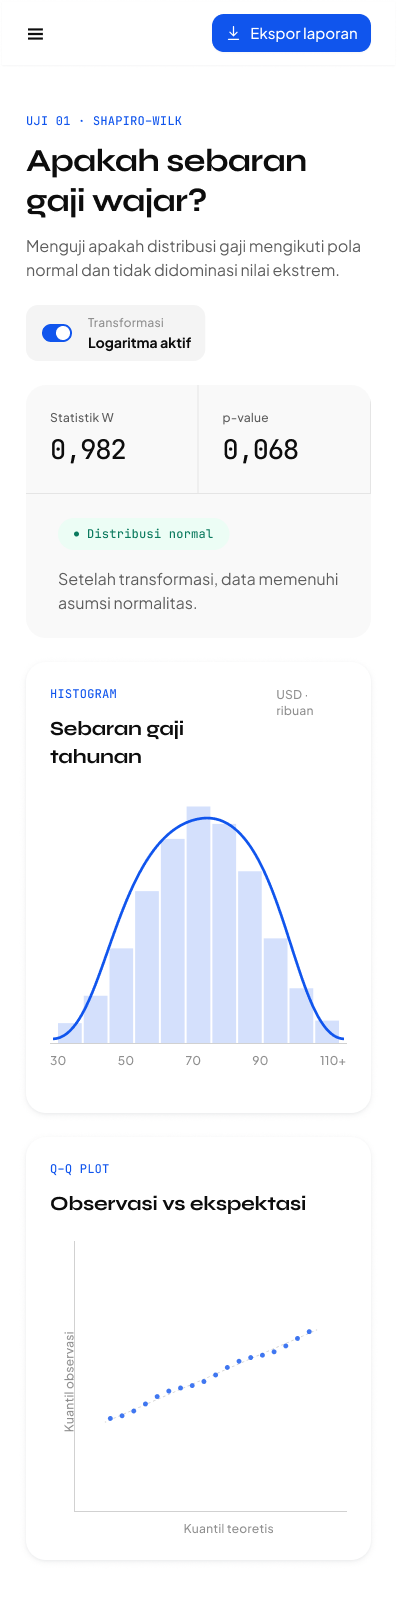 Ekspor laporan
UJI 01 · SHAPIRO–WILK
Apakah sebaran
gaji wajar?
Menguji apakah distribusi gaji mengikuti pola
normal dan tidak didominasi nilai ekstrem.
Transformasi
Logaritma aktif
Statistik W
0,982
p-value
0,068
Distribusi normal
Setelah transformasi, data memenuhi
asumsi normalitas.
HISTOGRAM
Sebaran gaji
tahunan
USD ·
ribuan
30 50 70 90 110+
Q–Q PLOT
Observasi vs ekspektasi
Kuantil observasi
Kuantil teoretis